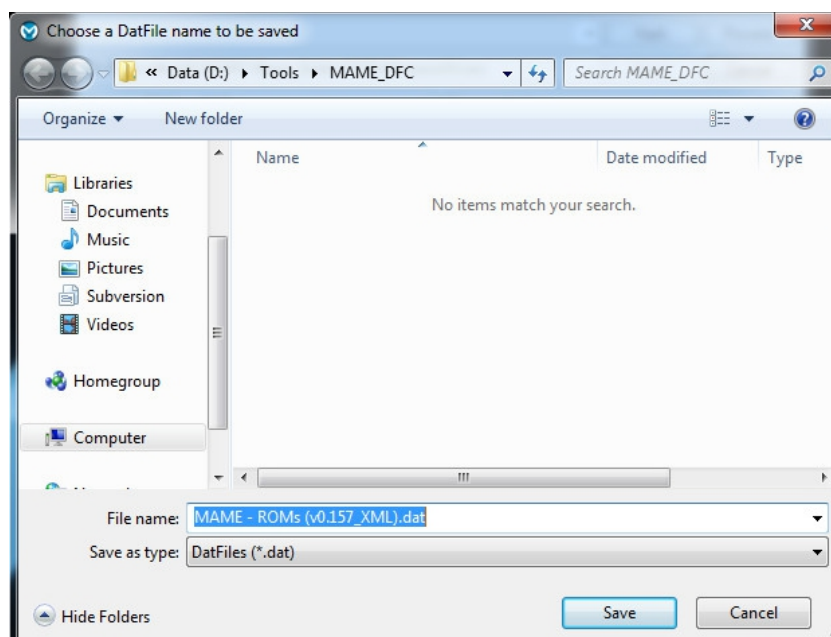 Choose a DatFile name to be saved
« Data (D:) ▸ Tools ▸ MAME_DFC
Search MAME_DFC
Organize
New folder
Name
Date modified
Type
No items match your search.
Libraries
Documents
Music
Pictures
Subversion
Videos
Homegroup
Computer
File name: MAME - ROMs (v0.157_XML).dat
Save as type: DatFiles (*.dat)
Hide Folders
Save
Cancel